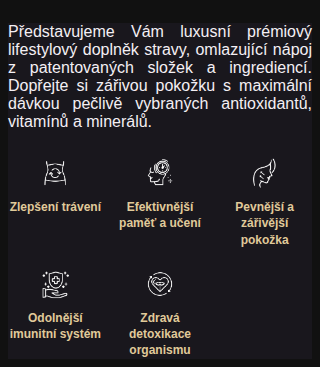 Představujeme Vám luxusní prémiový
lifestylový doplněk stravy, omlazující nápoj
z patentovaných složek a ingrediencí.
Dopřejte si zářivou pokožku s maximální
dávkou pečlivě vybraných antioxidantů,
vitamínů a minerálů.
Zlepšení trávení
Efektivnější
paměť a učení
Pevnější a
zářivější
pokožka
Odolnější
imunitní systém
Zdravá
detoxikace
organismu